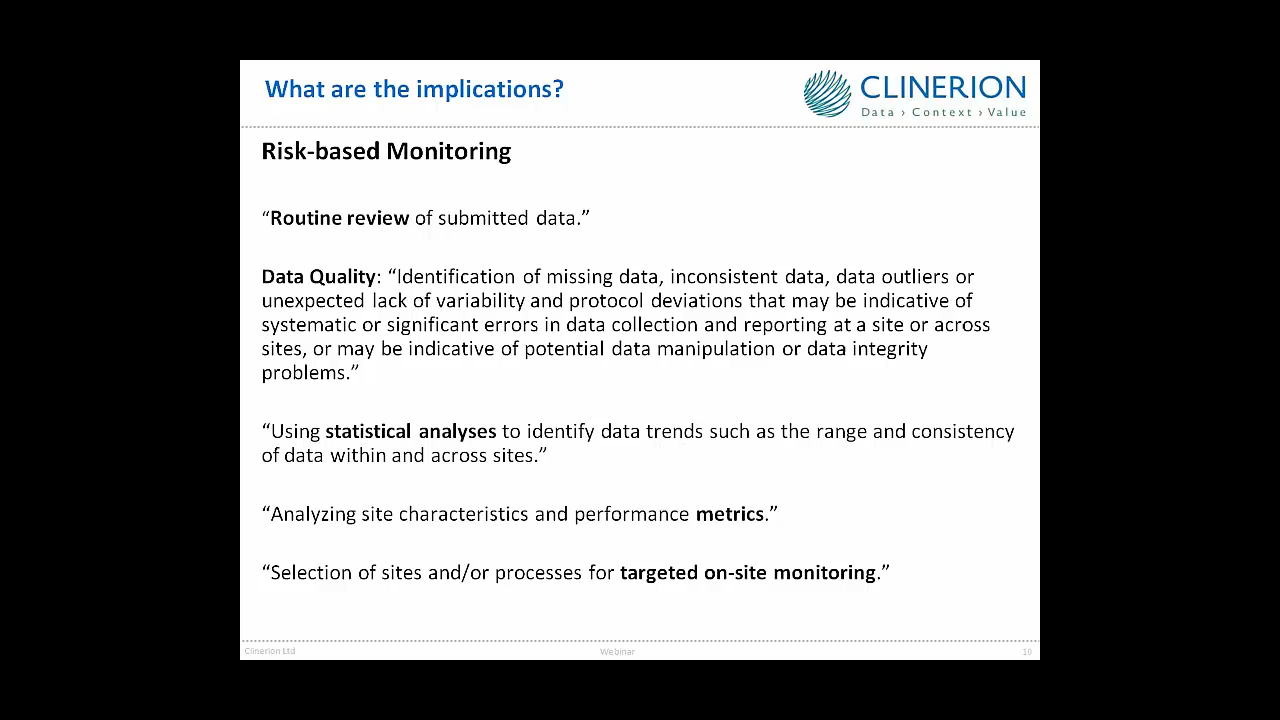 What are the implications?
CLINERION
Data › Context › Value
Risk-based Monitoring
“Routine review of submitted data.”
Data Quality: “Identification of missing data, inconsistent data, data outliers or
unexpected lack of variability and protocol deviations that may be indicative of
systematic or significant errors in data collection and reporting at a site or across
sites, or may be indicative of potential data manipulation or data integrity
problems.”
“Using statistical analyses to identify data trends such as the range and consistency
of data within and across sites.”
“Analyzing site characteristics and performance metrics.”
“Selection of sites and/or processes for targeted on-site monitoring.”
Clinerion Ltd
Webinar
10